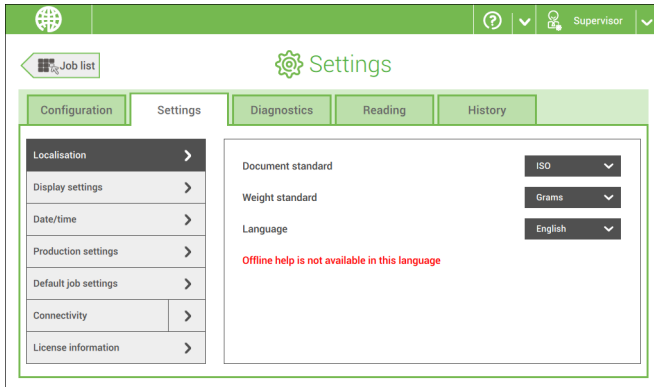 Supervisor
Job list
Settings
Configuration
Settings
Diagnostics
Reading
History
Localisation
Display settings
Date/time
Production settings
Default job settings
Connectivity
License information
Document standard
ISO
Weight standard
Grams
Language
English
Offline help is not available in this language